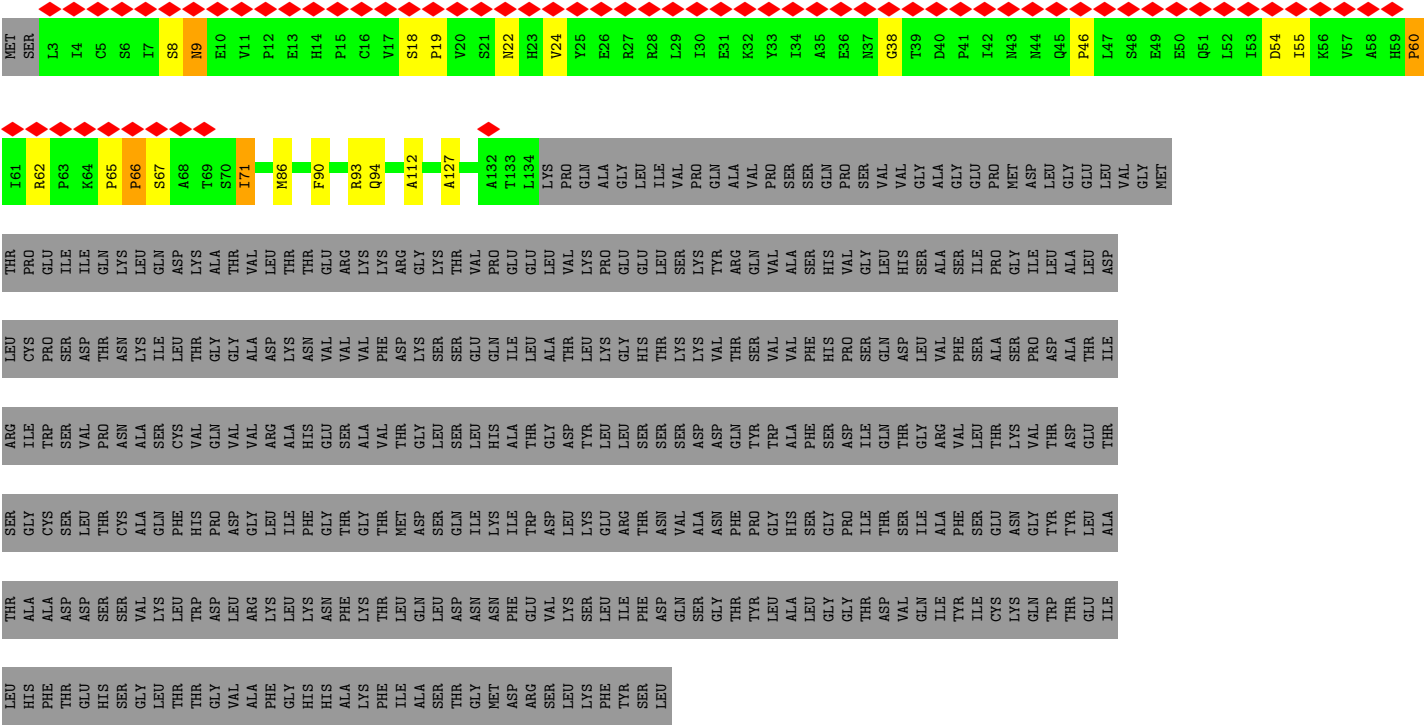 MET SER L3 I4 C5 S6 I7 S8 N9 E10 V11 P12 E13 H14 P15 C16 V17 S18 P19 V20 S21 N22 H23 V24 Y25 E26 R27 R28 L29 I30 E31 K32 Y33 I34 A35 E36 N37 G38 T39 D40 P41 I42 N43 N44 Q45 P46 L47 S48 E49 E50 Q51 L52 I53 D54 I55 K56 V57 A58 H59 P60
I61 R62 P63 K64 P65 P66 S67 A68 T69 S70 I71 M86 F90 R93 Q94 A112 A127 A132 T133 L134 LYS PRO GLN ALA GLY LEU ILE VAL PRO GLN ALA VAL PRO SER SER GLN PRO SER VAL VAL GLY ALA GLY GLU PRO MET ASP LEU GLY GLU LEU VAL GLY MET
THR PRO GLU ILE ILE GLN LYS LEU GLN ASP LYS ALA THR VAL LEU THR THR GLU ARG LYS LYS ARG GLY LYS THR VAL PRO GLU GLU LEU VAL LYS PRO GLU GLU LEU SER LYS TYR ARG GLN VAL ALA SER HIS VAL GLY LEU HIS SER ALA SER ILE PRO GLY ILE LEU ALA LEU ASP
LEU CYS PRO SER ASP THR ASN LYS ILE LEU THR GLY GLY ALA ASP LYS ASN VAL VAL VAL PHE ASP LYS SER SER GLU GLN ILE LEU ALA THR LEU LYS GLY HIS THR LYS LYS VAL THR SER VAL VAL PHE HIS PRO SER GLN ASP LEU VAL PHE SER ALA SER PRO ASP ALA THR ILE
ARG ILE TRP SER VAL PRO ASN ALA SER CYS VAL GLN VAL VAL ARG ALA HIS GLU SER ALA VAL THR GLY LEU SER LEU HIS ALA THR GLY ASP TYR LEU LEU SER SER SER ASP ASP GLN TYR TRP ALA PHE SER ASP ILE GLN THR GLY ARG VAL LEU THR LYS VAL THR ASP GLU THR
SER GLY CYS SER LEU THR CYS ALA GLN PHE HIS PRO ASP GLY LEU ILE PHE GLY THR GLY THR MET ASP SER GLN ILE LYS ILE TRP ASP LEU LYS GLU ARG THR ASN VAL ALA ASN PHE PRO GLY HIS SER GLY PRO ILE THR SER ILE ALA PHE SER GLU ASN GLY TYR TYR LEU ALA
THR ALA ALA ASP ASP SER SER VAL LYS LEU TRP ASP LEU ARG LYS LEU LYS ASN PHE LYS THR LEU GLN LEU ASP ASN ASN PHE GLU VAL LYS SER LEU ILE PHE ASP GLN SER GLY THR TYR LEU ALA LEU GLY GLY THR ASP VAL GLN ILE TYR ILE CYS LYS GLN TRP THR GLU ILE
LEU HIS PHE THR GLU HIS SER GLY LEU THR THR GLY VAL ALA PHE GLY HIS HIS ALA LYS PHE ILE ALA SER THR GLY MET ASP ARG SER LEU LYS PHE TYR SER LEU